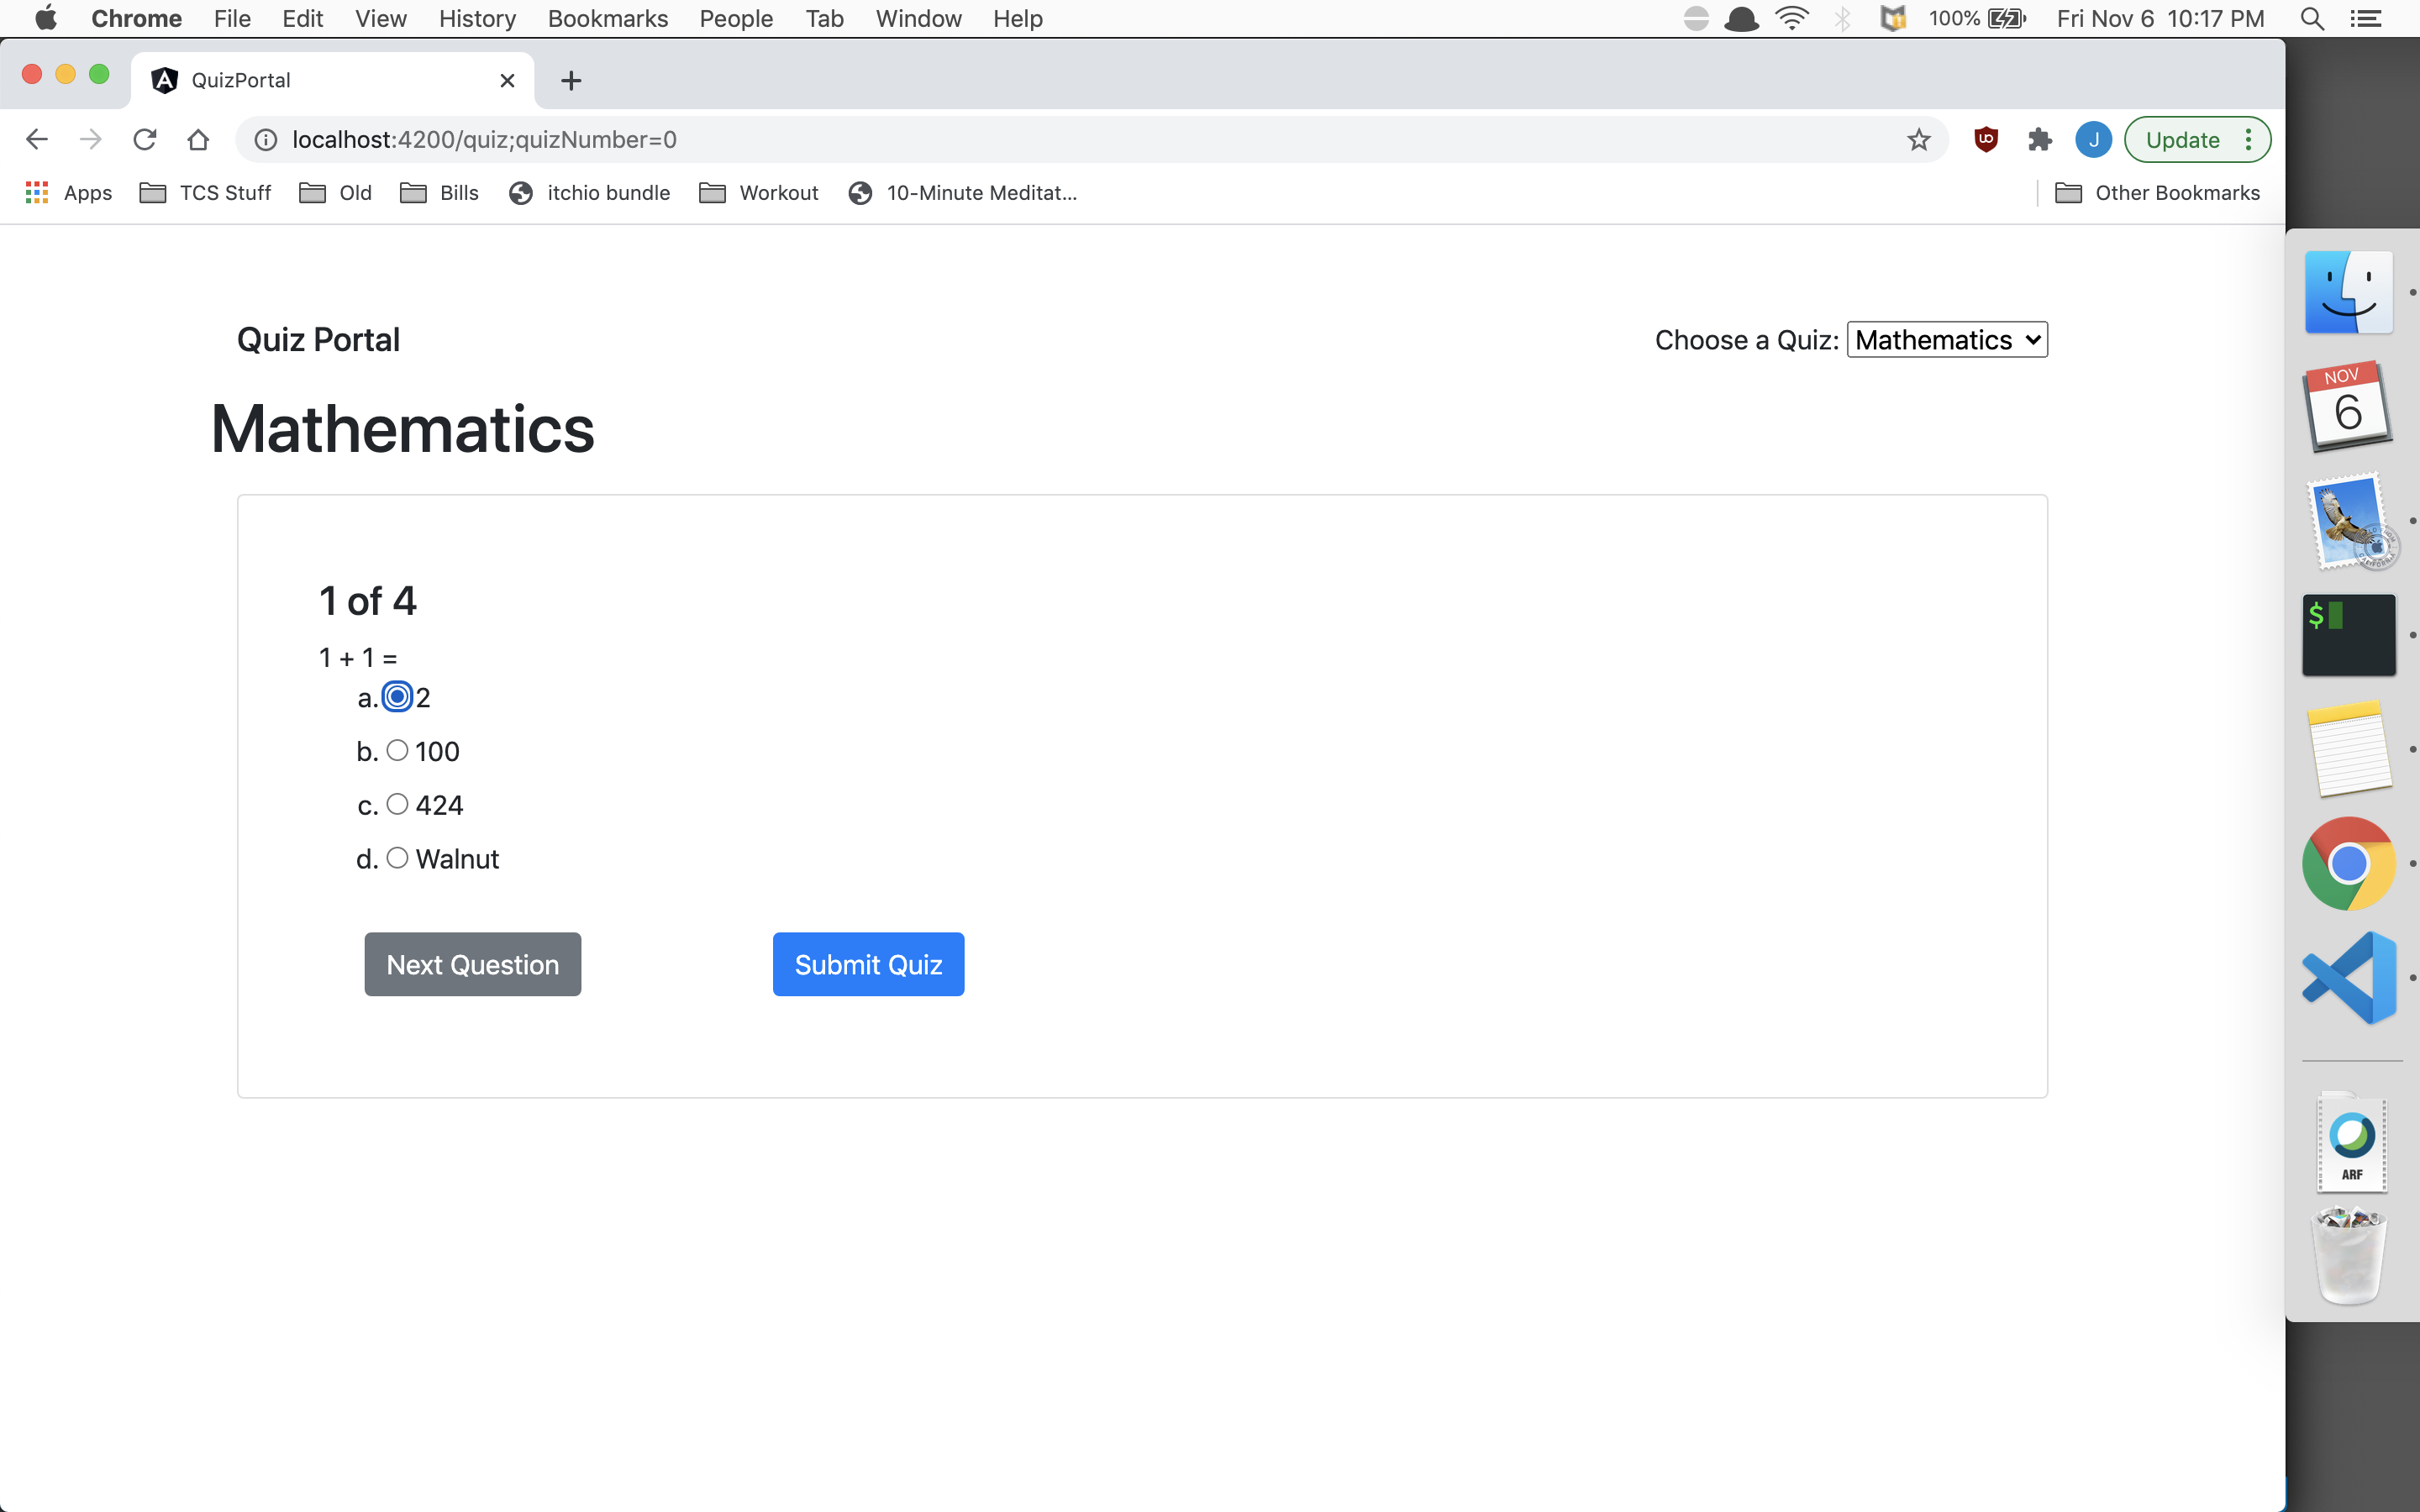 Chrome File Edit View History Bookmarks People Tab Window Help 100% Fri Nov 6 10:17 PM
QuizPortal
localhost:4200/quiz;quizNumber=0 J Update
Apps TCS Stuff Old Bills itchio bundle Workout 10-Minute Meditat... Other Bookmarks
Quiz Portal Choose a Quiz: Mathematics
Mathematics
1 of 4
1 + 1 =
a. 2
b. 100
c. 424
d. Walnut
Next Question Submit Quiz
NOV
6
$
ARF